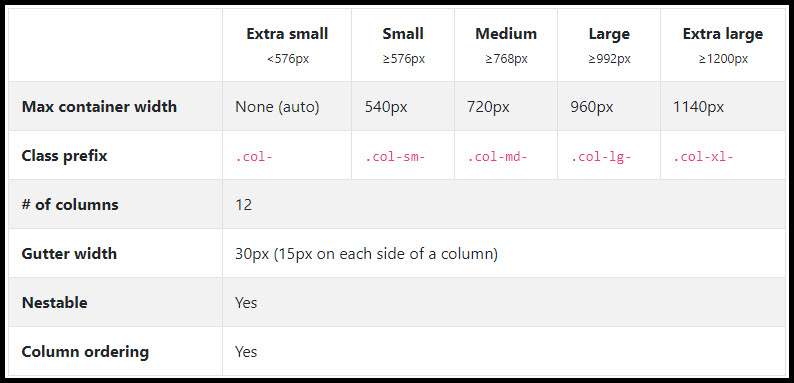 Extra small Small Medium Large Extra large
<576px ≥576px ≥768px ≥992px ≥1200px
Max container width None (auto) 540px 720px 960px 1140px
Class prefix .col- .col-sm- .col-md- .col-lg- .col-xl-
# of columns 12
Gutter width 30px (15px on each side of a column)
Nestable Yes
Column ordering Yes